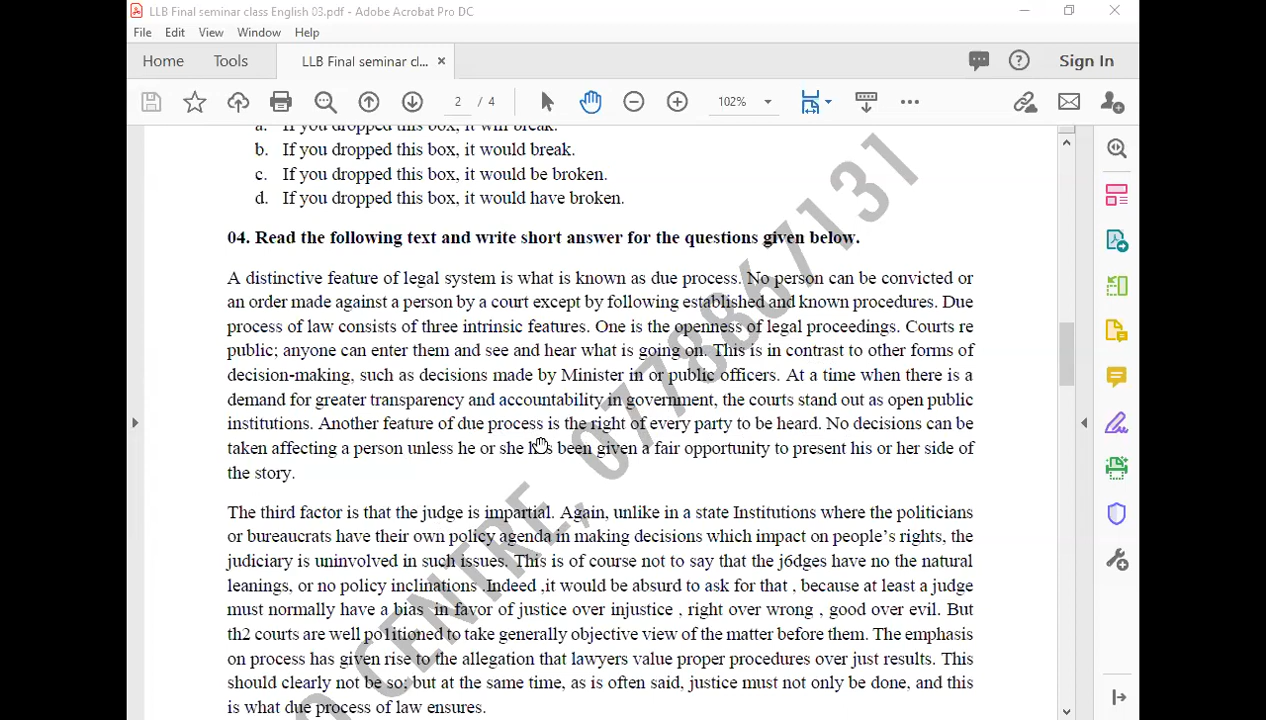 LLB Final seminar class English 03.pdf - Adobe Acrobat Pro DC
File Edit View Window Help
Home Tools LLB Final seminar cl... × Sign In
2 / 4 102%
a. If you dropped this box, it will break.
b. If you dropped this box, it would break.
c. If you dropped this box, it would be broken.
d. If you dropped this box, it would have broken.
04. Read the following text and write short answer for the questions given below.
A distinctive feature of legal system is what is known as due process. No person can be convicted or
an order made against a person by a court except by following established and known procedures. Due
process of law consists of three intrinsic features. One is the openness of legal proceedings. Courts re
public; anyone can enter them and see and hear what is going on. This is in contrast to other forms of
decision-making, such as decisions made by Minister in or public officers. At a time when there is a
demand for greater transparency and accountability in government, the courts stand out as open public
institutions. Another feature of due process is the right of every party to be heard. No decisions can be
taken affecting a person unless he or she has been given a fair opportunity to present his or her side of
the story.
The third factor is that the judge is impartial. Again, unlike in a state Institutions where the politicians
or bureaucrats have their own policy agenda in making decisions which impact on people's rights, the
judiciary is uninvolved in such issues. This is of course not to say that the j6dges have no the natural
leanings, or no policy inclinations .Indeed ,it would be absurd to ask for that , because at least a judge
must normally have a bias in favor of justice over injustice , right over wrong , good over evil. But
th2 courts are well po1itioned to take generally objective view of the matter before them. The emphasis
on process has given rise to the allegation that lawyers value proper procedures over just results. This
should clearly not be so; but at the same time, as is often said, justice must not only be done, and this
is what due process of law ensures.
CENTRE, 0778867131